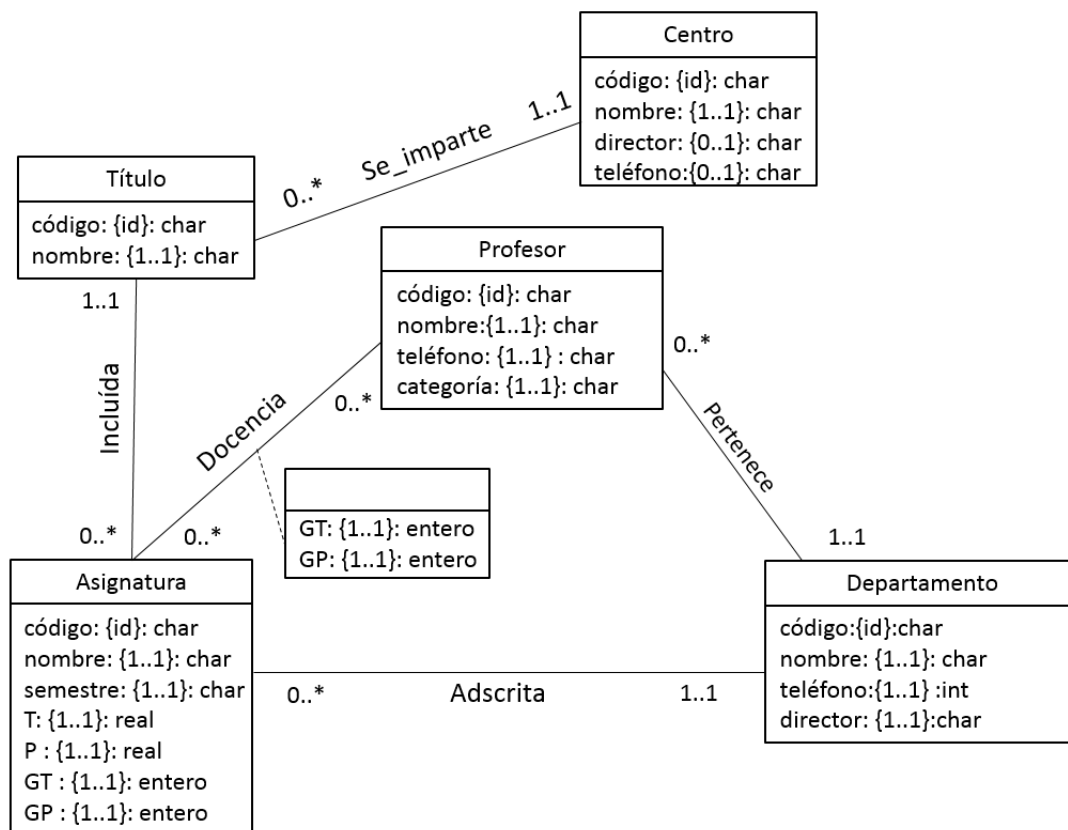 Centro
código: {id}: char
nombre: {1..1}: char
director: {0..1}: char
teléfono:{0..1}: char
1..1
Se_imparte
0..*
Título
código: {id}: char
nombre: {1..1}: char
1..1
Incluída
0..*
Profesor
código: {id}: char
nombre:{1..1}: char
teléfono: {1..1} : char
categoría: {1..1}: char
0..*
Docencia
0..*
GT: {1..1}: entero
GP: {1..1}: entero
0..*
Pertenece
1..1
Asignatura
código: {id}: char
nombre: {1..1}: char
semestre: {1..1}: char
T: {1..1}: real
P : {1..1}: real
GT : {1..1}: entero
GP : {1..1}: entero
0..*
Adscrita
1..1
Departamento
código:{id}:char
nombre: {1..1}: char
teléfono:{1..1} :int
director: {1..1}:char